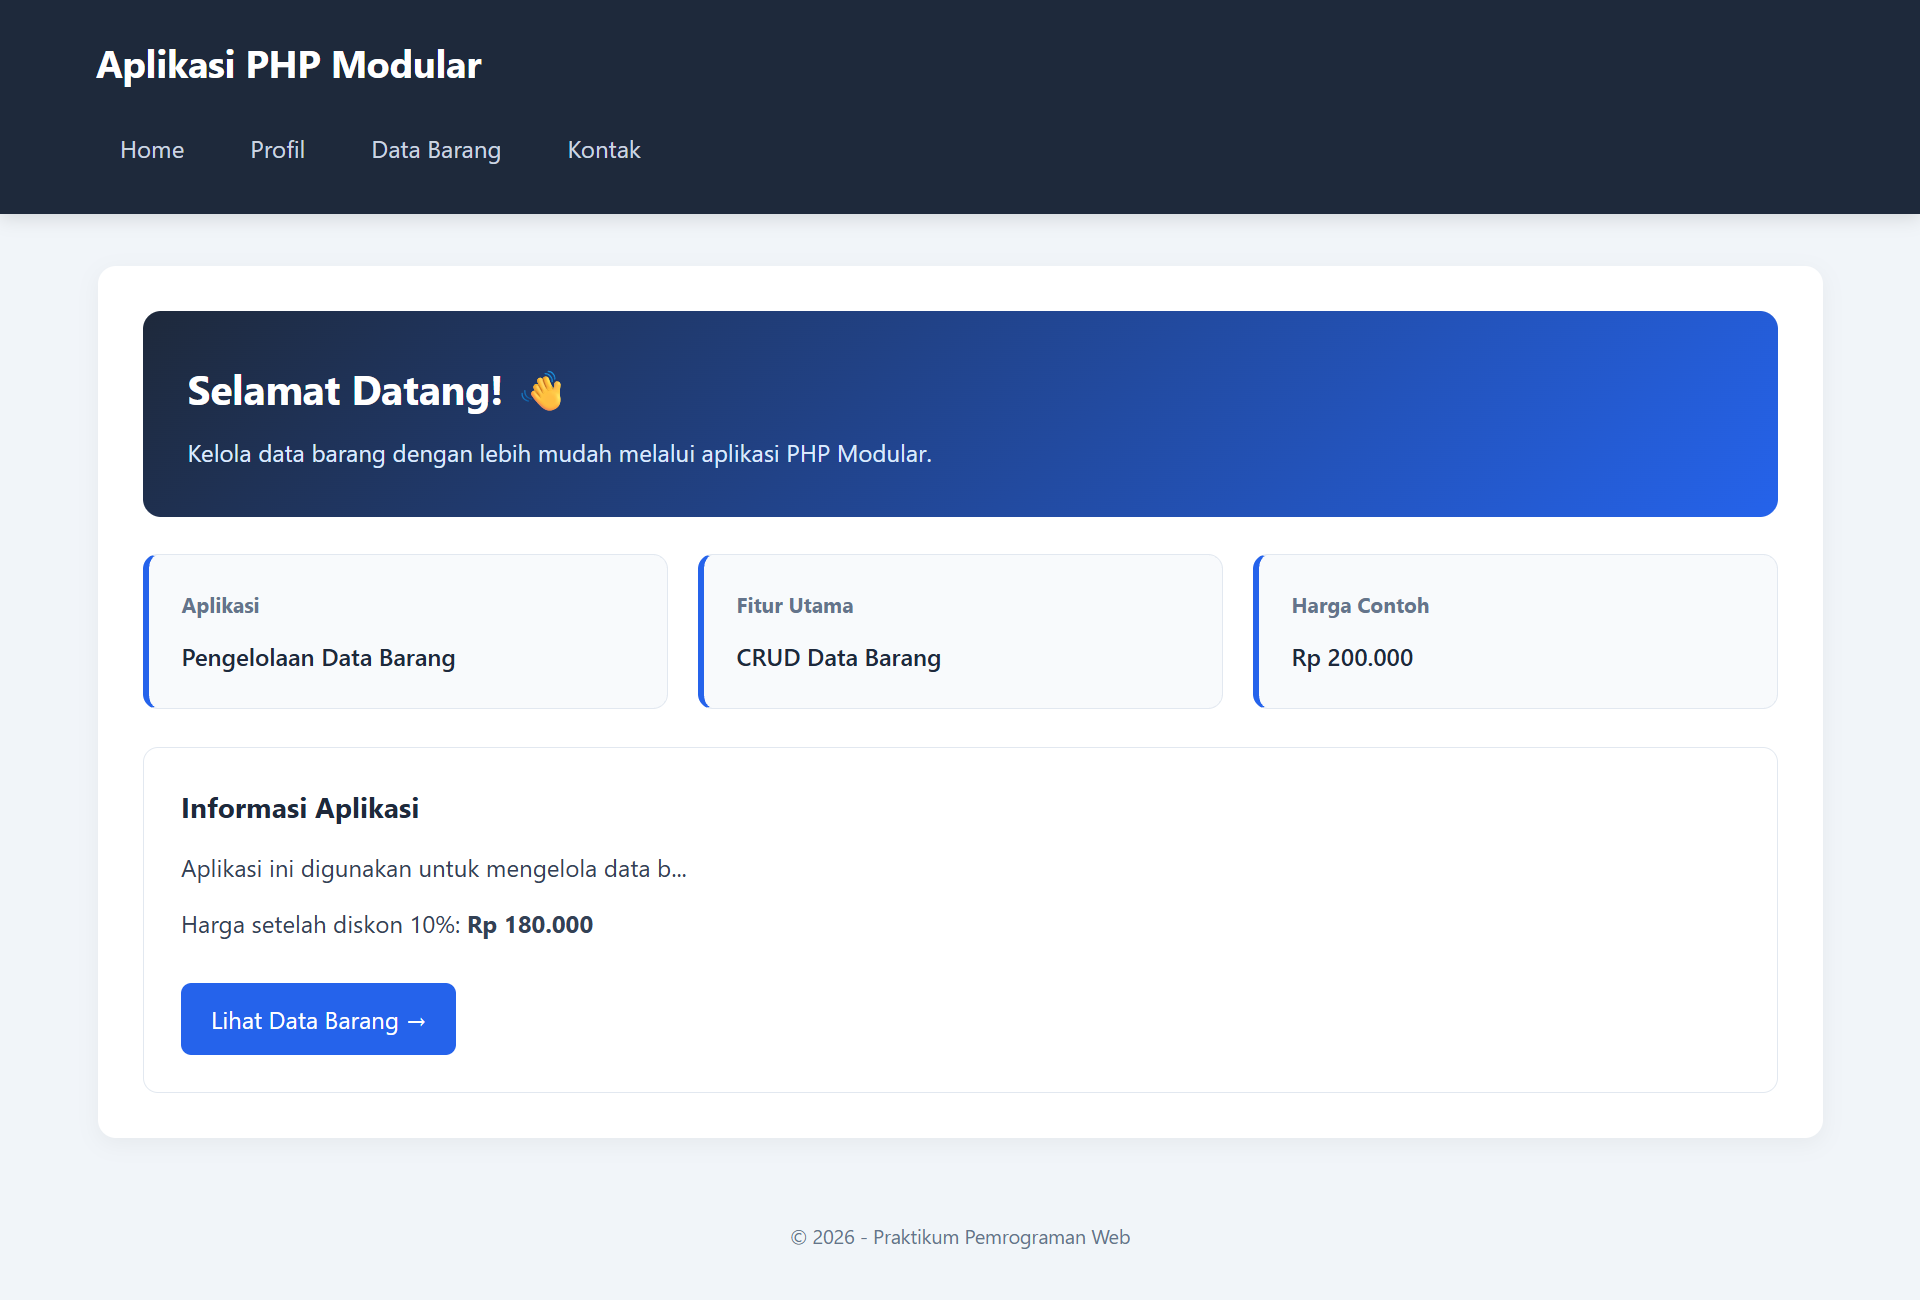 Aplikasi PHP Modular
Home Profil Data Barang Kontak
Selamat Datang! 👋
Kelola data barang dengan lebih mudah melalui aplikasi PHP Modular.
Aplikasi
Pengelolaan Data Barang
Fitur Utama
CRUD Data Barang
Harga Contoh
Rp 200.000
Informasi Aplikasi
Aplikasi ini digunakan untuk mengelola data b...
Harga setelah diskon 10%: Rp 180.000
Lihat Data Barang →
© 2026 - Praktikum Pemrograman Web